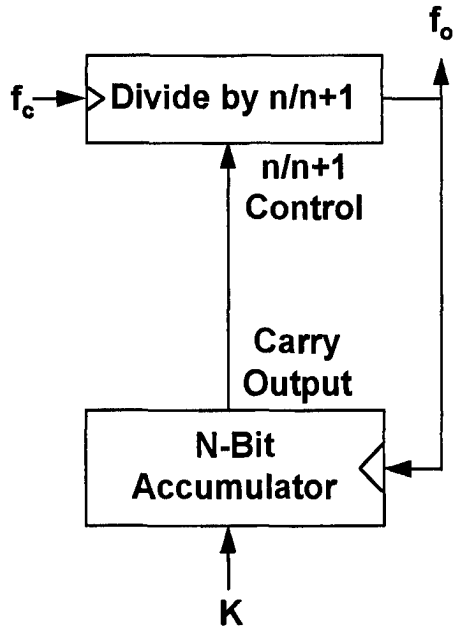 fo
fc
Divide by n/n+1
n/n+1
Control
Carry
Output
N-Bit
Accumulator
K